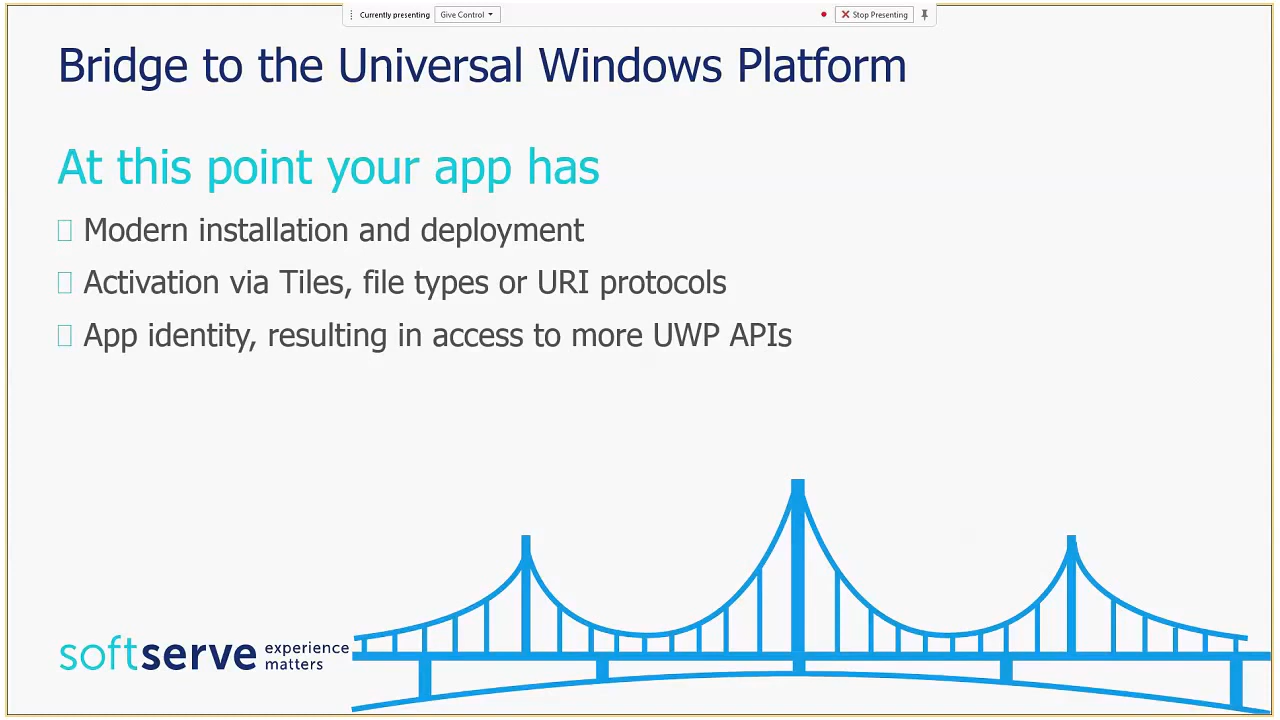 Currently presenting Give Control Stop Presenting
Bridge to the Universal Windows Platform
At this point your app has
Modern installation and deployment
Activation via Tiles, file types or URI protocols
App identity, resulting in access to more UWP APIs
softserve experience
matters